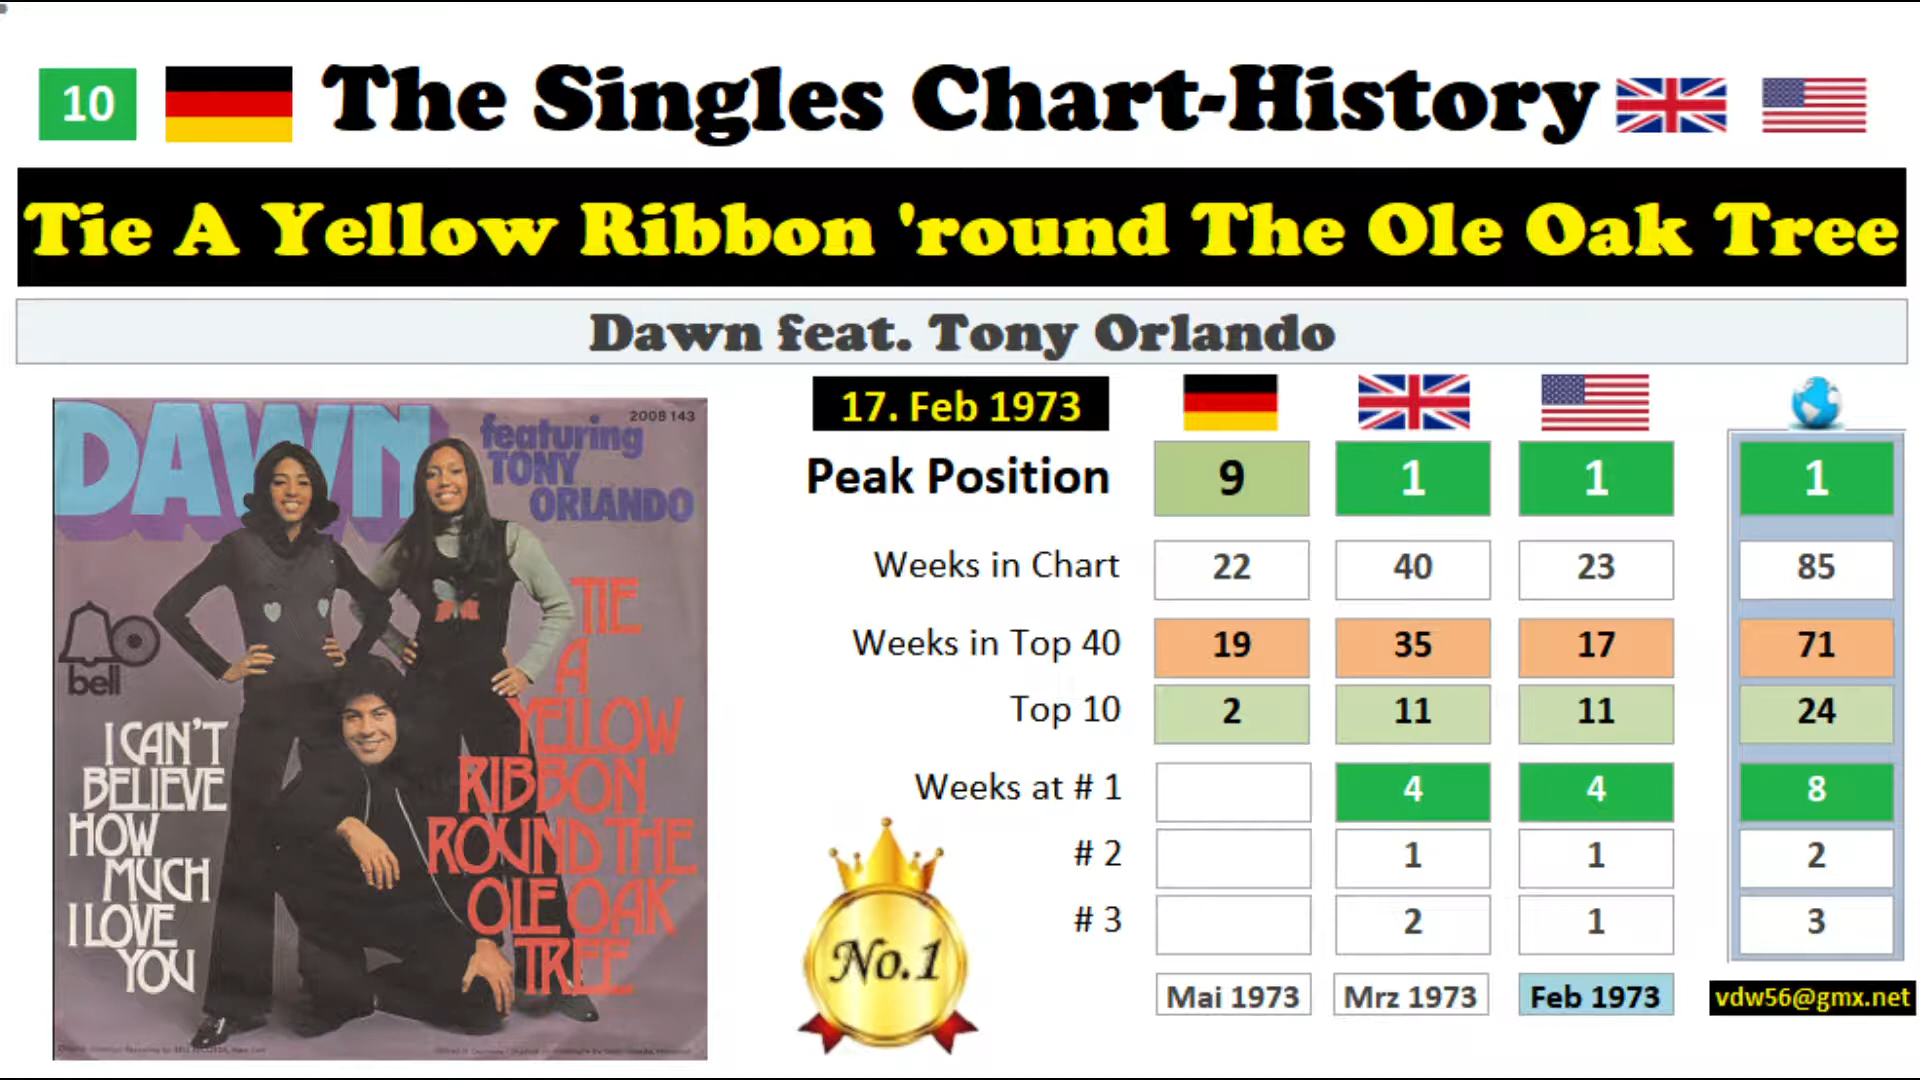 10 The Singles Chart-History
Tie A Yellow Ribbon 'round The Ole Oak Tree
Dawn feat. Tony Orlando
DAWN
featuring
TONY
ORLANDO
2008 143
bell
I CAN'T
BELIEVE
HOW
MUCH
I LOVE
YOU
TIE
A
YELLOW
RIBBON
ROUND THE
OLE OAK
TREE
17. Feb 1973
Peak Position 9 1 1 1
Weeks in Chart 22 40 23 85
Weeks in Top 40 19 35 17 71
Top 10 2 11 11 24
Weeks at # 1 4 4 8
# 2 1 1 2
# 3 2 1 3
No.1
Mai 1973 Mrz 1973 Feb 1973 vdw56@gmx.net